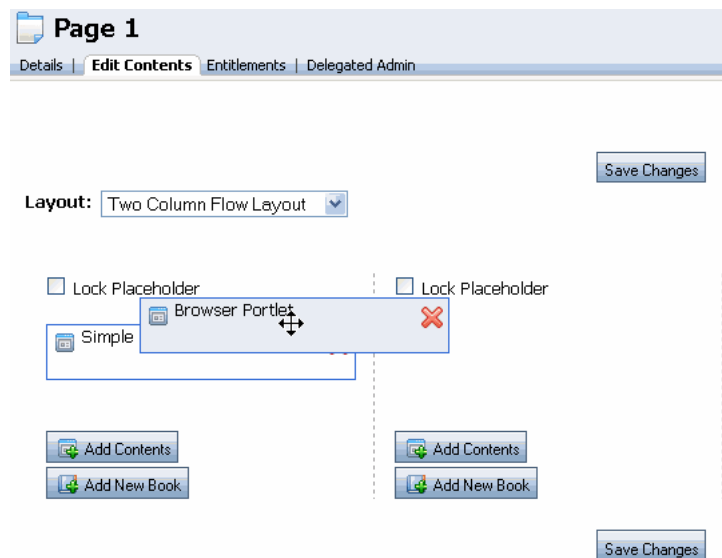 Page 1
Details | Edit Contents Entitlements | Delegated Admin
Save Changes
Layout: Two Column Flow Layout
Lock Placeholder Lock Placeholder
Browser Portlet
Simple
Add Contents Add Contents
Add New Book Add New Book
Save Changes